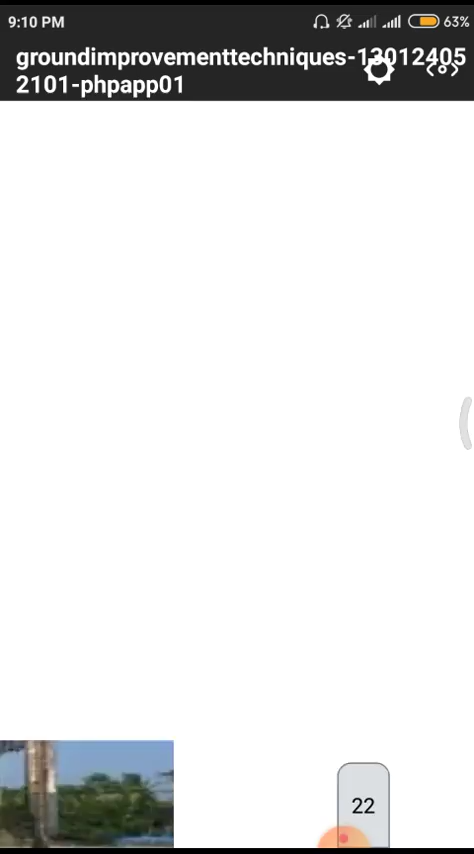 9:10 PM
63%
groundimprovementtechniques-13012405
2101-phpapp01
22